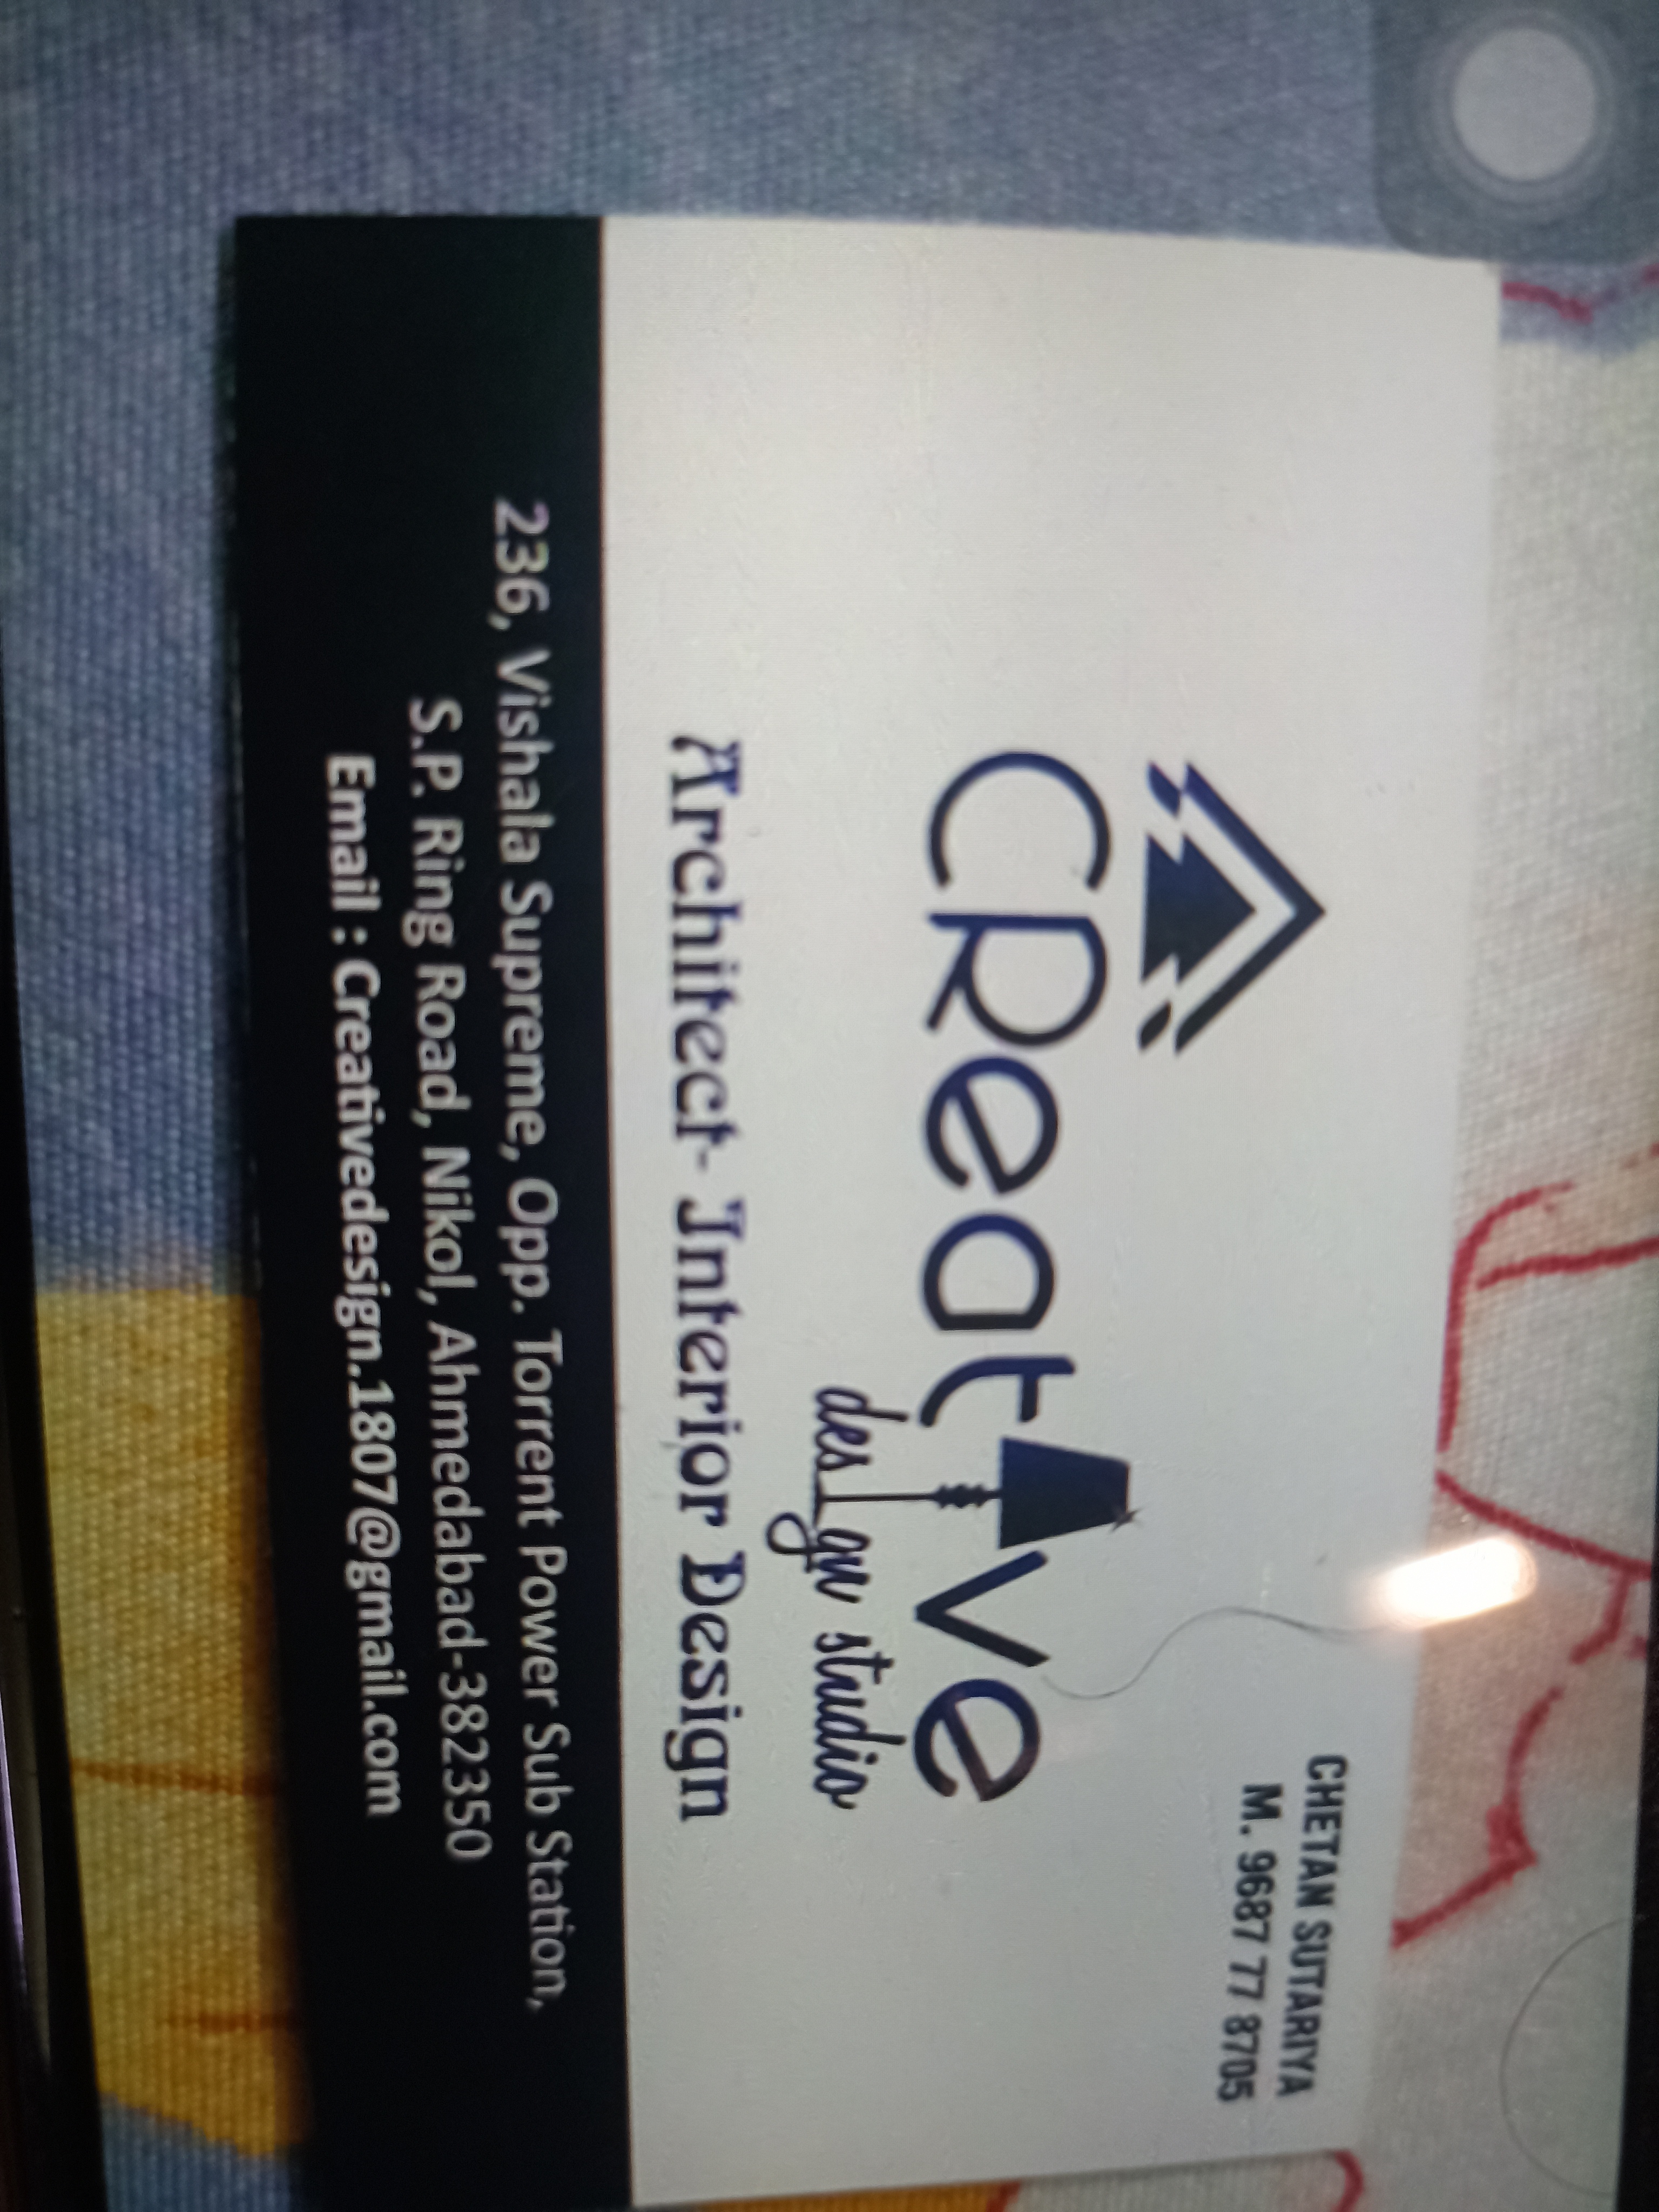 CHETAN SUTARIYA
M. 9687 77 8705
CReatIve
design studio
Architect- Interior Design
236, Vishala Supreme, Opp. Torrent Power Sub Station,
S.P. Ring Road, Nikol, Ahmedabad-382350
Email : Creativedesign.1807@gmail.com